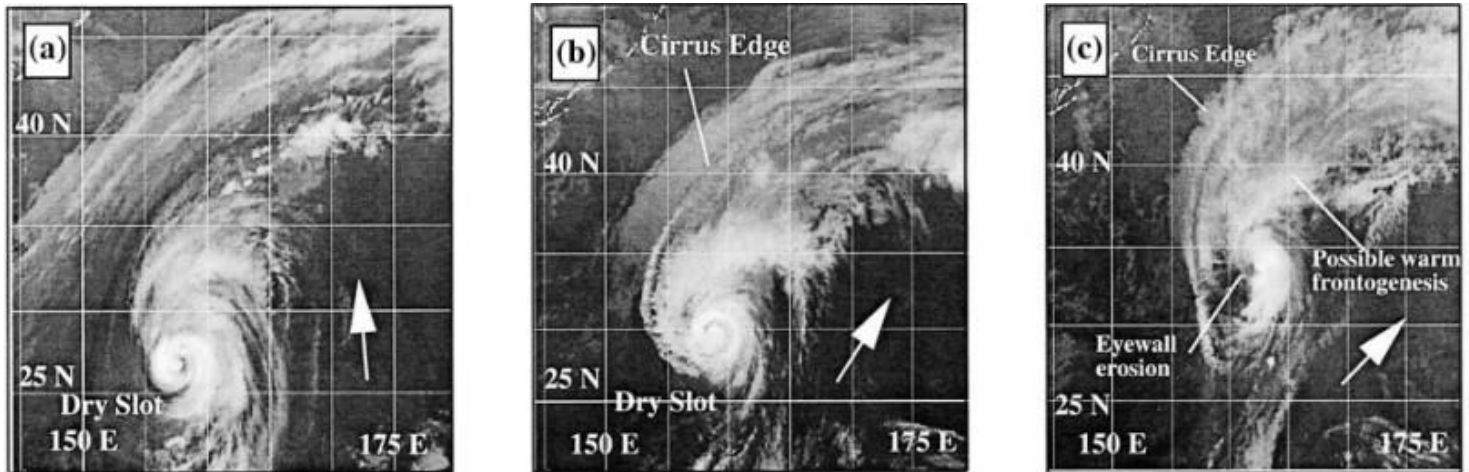 (a)
40 N
25 N
Dry Slot
150 E
175 E
(b)
Cirrus Edge
40 N
25 N
Dry Slot
150 E
175 E
(c)
Cirrus Edge
40 N
Possible warm
frontogenesis
Eyewall
erosion
25 N
150 E
175 E